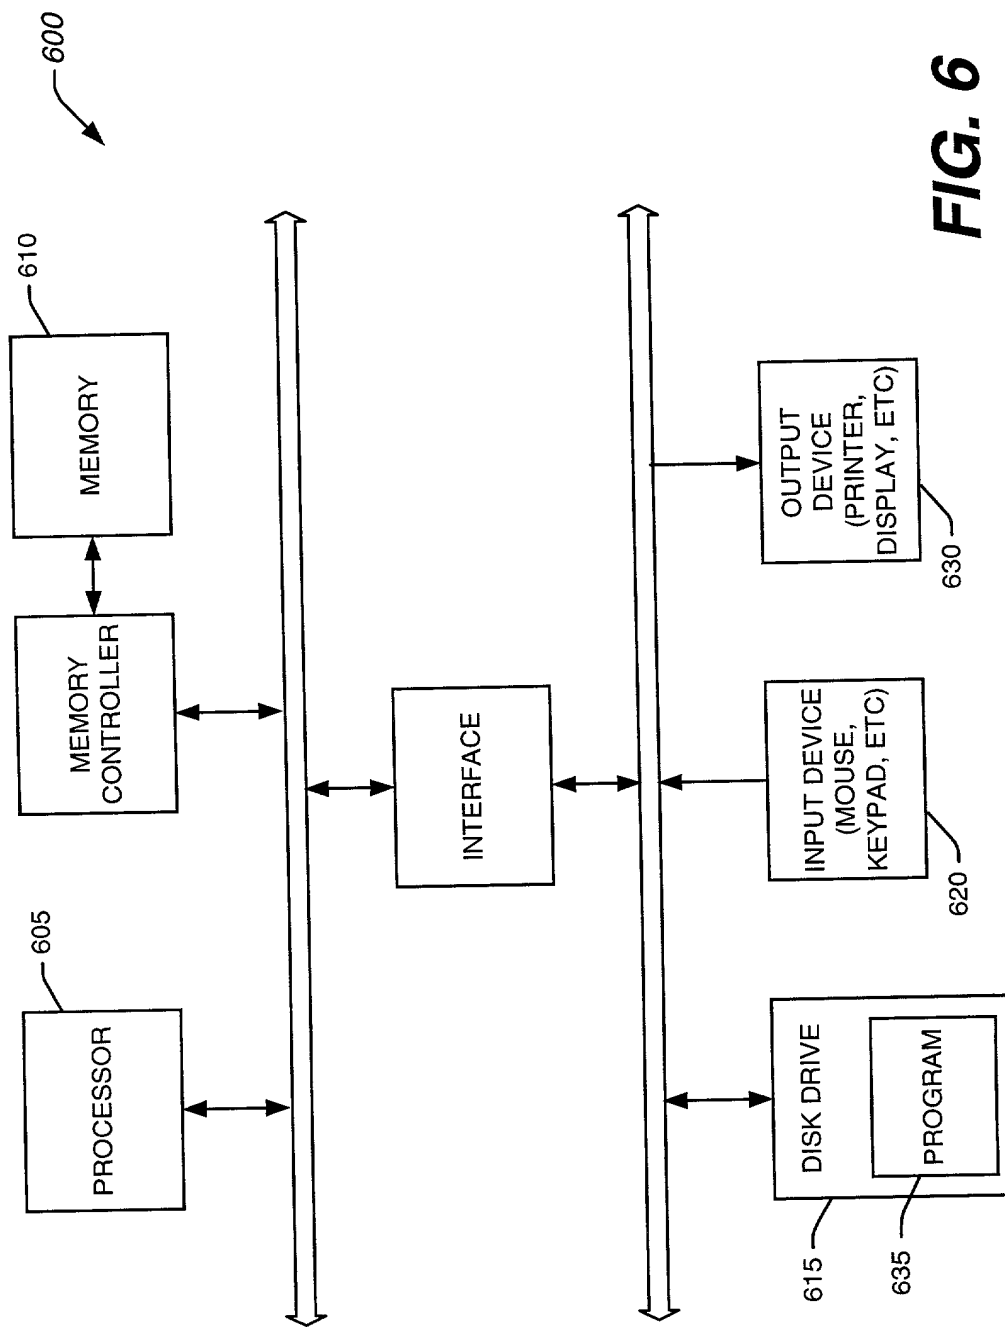 600
610
605
PROCESSOR
MEMORY
CONTROLLER
MEMORY
INTERFACE
DISK DRIVE
PROGRAM
615
635
INPUT DEVICE
(MOUSE,
KEYPAD, ETC)
620
OUTPUT
DEVICE
(PRINTER,
DISPLAY, ETC)
630
FIG. 6